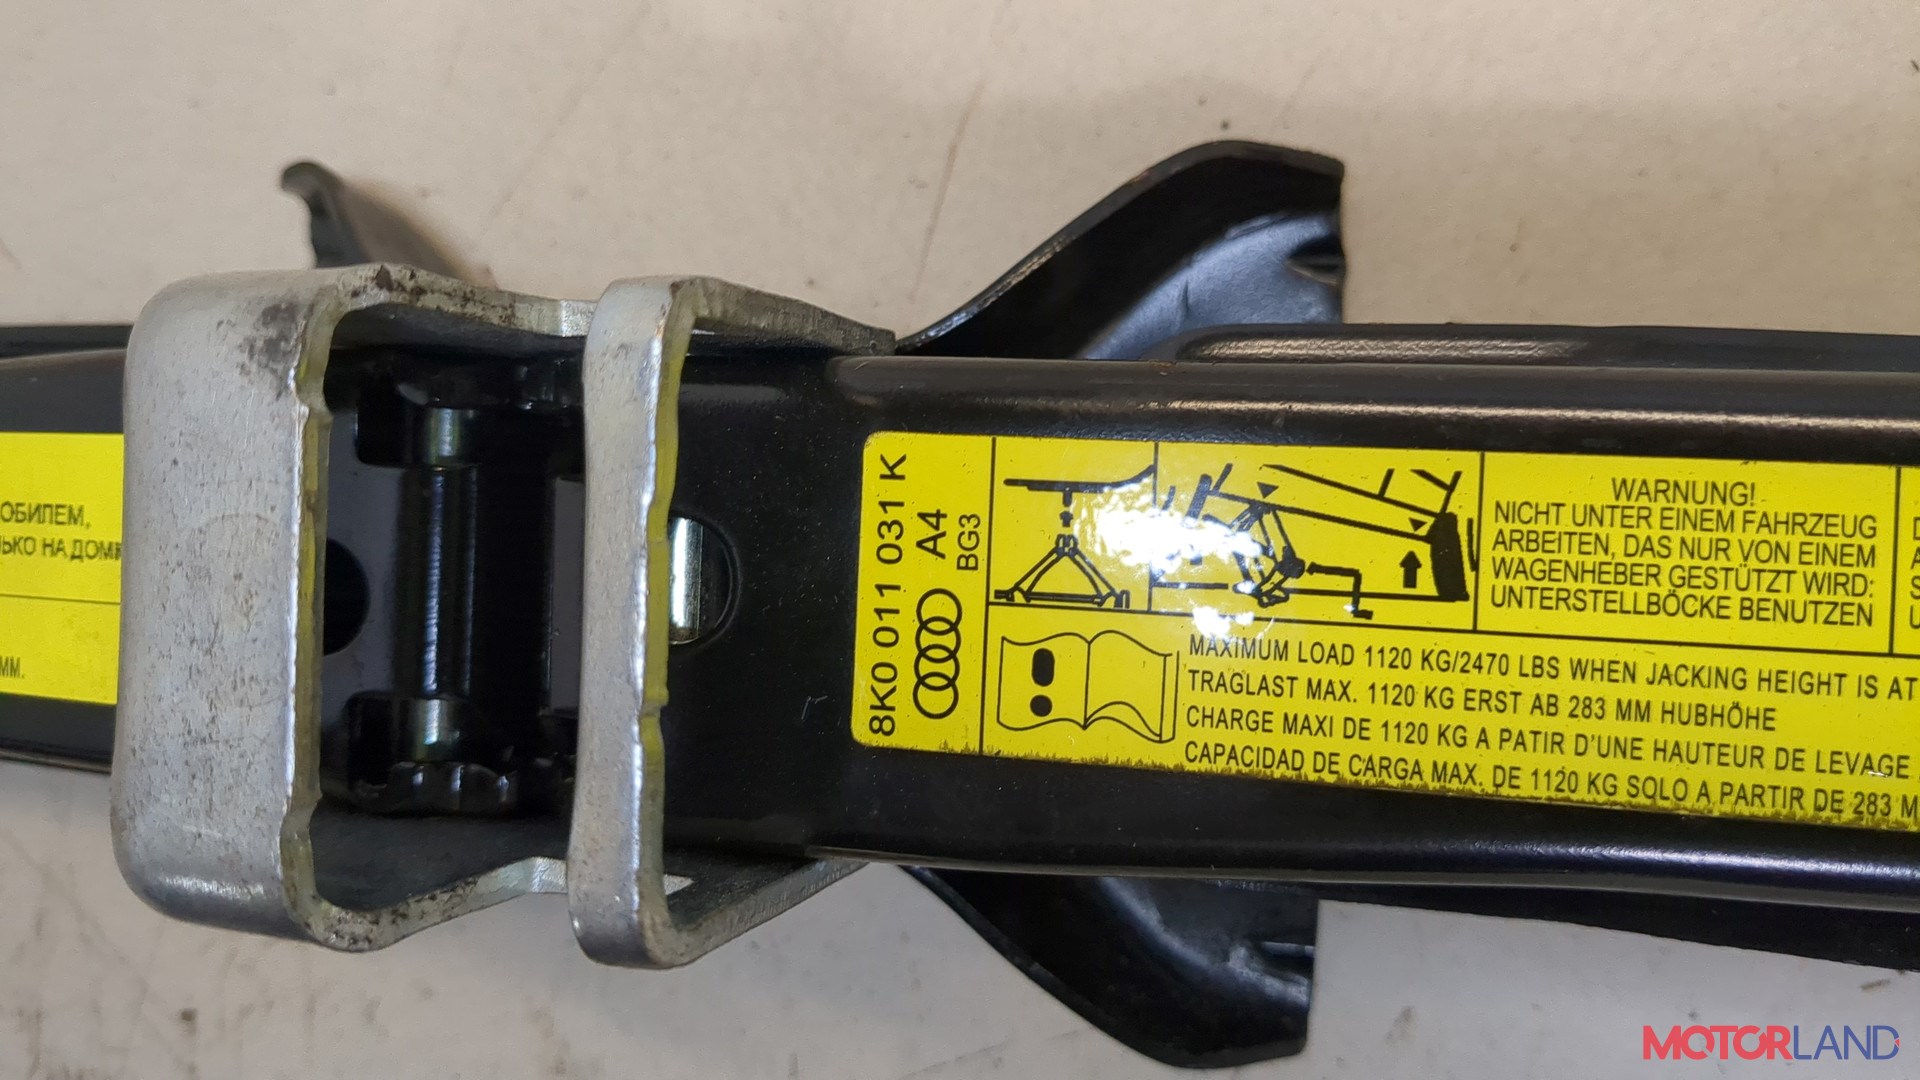 ОБИЛЕМ,
ЬКО НА ДОМК
ММ.
8K0 011 031 K
A4
BG3
WARNUNG!
NICHT UNTER EINEM FAHRZEUG
ARBEITEN, DAS NUR VON EINEM
WAGENHEBER GESTÜTZT WIRD:
UNTERSTELLBÖCKE BENUTZEN
MAXIMUM LOAD 1120 KG/2470 LBS WHEN JACKING HEIGHT IS AT
TRAGLAST MAX. 1120 KG ERST AB 283 MM HUBHÖHE
CHARGE MAXI DE 1120 KG A PATIR D'UNE HAUTEUR DE LEVAGE
CAPACIDAD DE CARGA MAX. DE 1120 KG SOLO A PARTIR DE 283 M
MOTORLAND